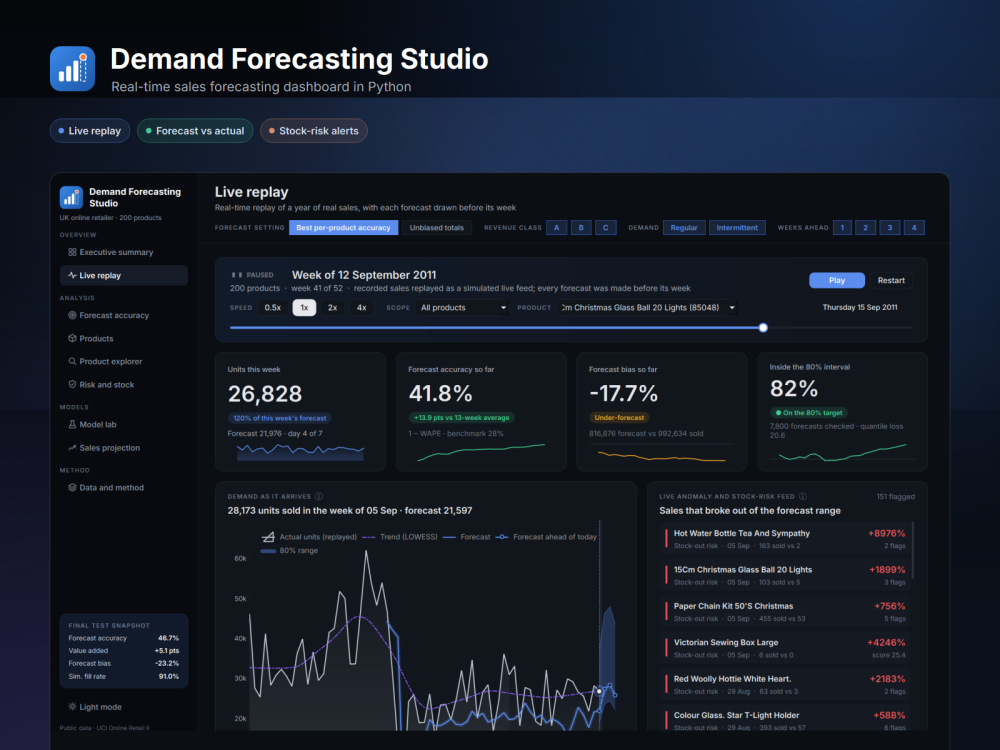 Demand Forecasting Studio
Real-time sales forecasting dashboard in Python
Live replay
Forecast vs actual
Stock-risk alerts
Demand Forecasting
Studio
UK online retailer · 200 products
OVERVIEW
Executive summary
Live replay
ANALYSIS
Forecast accuracy
Products
Product explorer
Risk and stock
MODELS
Model lab
Sales projection
METHOD
Data and method
FINAL TEST SNAPSHOT
Forecast accuracy 46.7%
Value added +5.1 pts
Forecast bias -23.2%
Sim. fill rate 91.0%
Light mode
Public data · UCI Online Retail II
Live replay
Real-time replay of a year of real sales, with each forecast drawn before its week
FORECAST SETTING Best per-product accuracy Unbiased totals REVENUE CLASS A B C DEMAND Regular Intermittent WEEKS AHEAD 1 2 3 4
PAUSED Week of 12 September 2011
200 products · week 41 of 52 · recorded sales replayed as a simulated live feed; every forecast was made before its week
Play Restart
SPEED 0.5x 1x 2x 4x SCOPE All products PRODUCT Cm Christmas Glass Ball 20 Lights (85048) Thursday 15 Sep 2011
Units this week
26,828
120% of this week's forecast
Forecast 21,976 · day 4 of 7
Forecast accuracy so far
41.8%
+13.9 pts vs 13-week average
1 − WAPE · benchmark 28%
Forecast bias so far
-17.7%
Under-forecast
816,876 forecast vs 992,634 sold
Inside the 80% interval
82%
On the 80% target
7,800 forecasts checked · quantile loss
20.6
DEMAND AS IT ARRIVES
28,173 units sold in the week of 05 Sep · forecast 21,597
Actual units (replayed) Trend (LOWESS) Forecast Forecast ahead of today
80% range
60k
50k
40k
30k
20k
LIVE ANOMALY AND STOCK-RISK FEED 151 flagged
Sales that broke out of the forecast range
Hot Water Bottle Tea And Sympathy +8976%
Stock-out risk · 05 Sep · 163 sold vs 2 2 flags
15Cm Christmas Glass Ball 20 Lights +1899%
Stock-out risk · 05 Sep · 103 sold vs 5 3 flags
Paper Chain Kit 50'S Christmas +756%
Stock-out risk · 05 Sep · 455 sold vs 53 5 flags
Victorian Sewing Box Large +4246%
Stock-out risk · 05 Sep · 6 sold vs 0 score 25.4
Red Woolly Hottie White Heart. +2183%
Stock-out risk · 29 Aug · 63 sold vs 3 2 flags
Colour Glass. Star T-Light Holder +588%
Stock-out risk · 29 Aug · 393 sold vs 57 6 flags